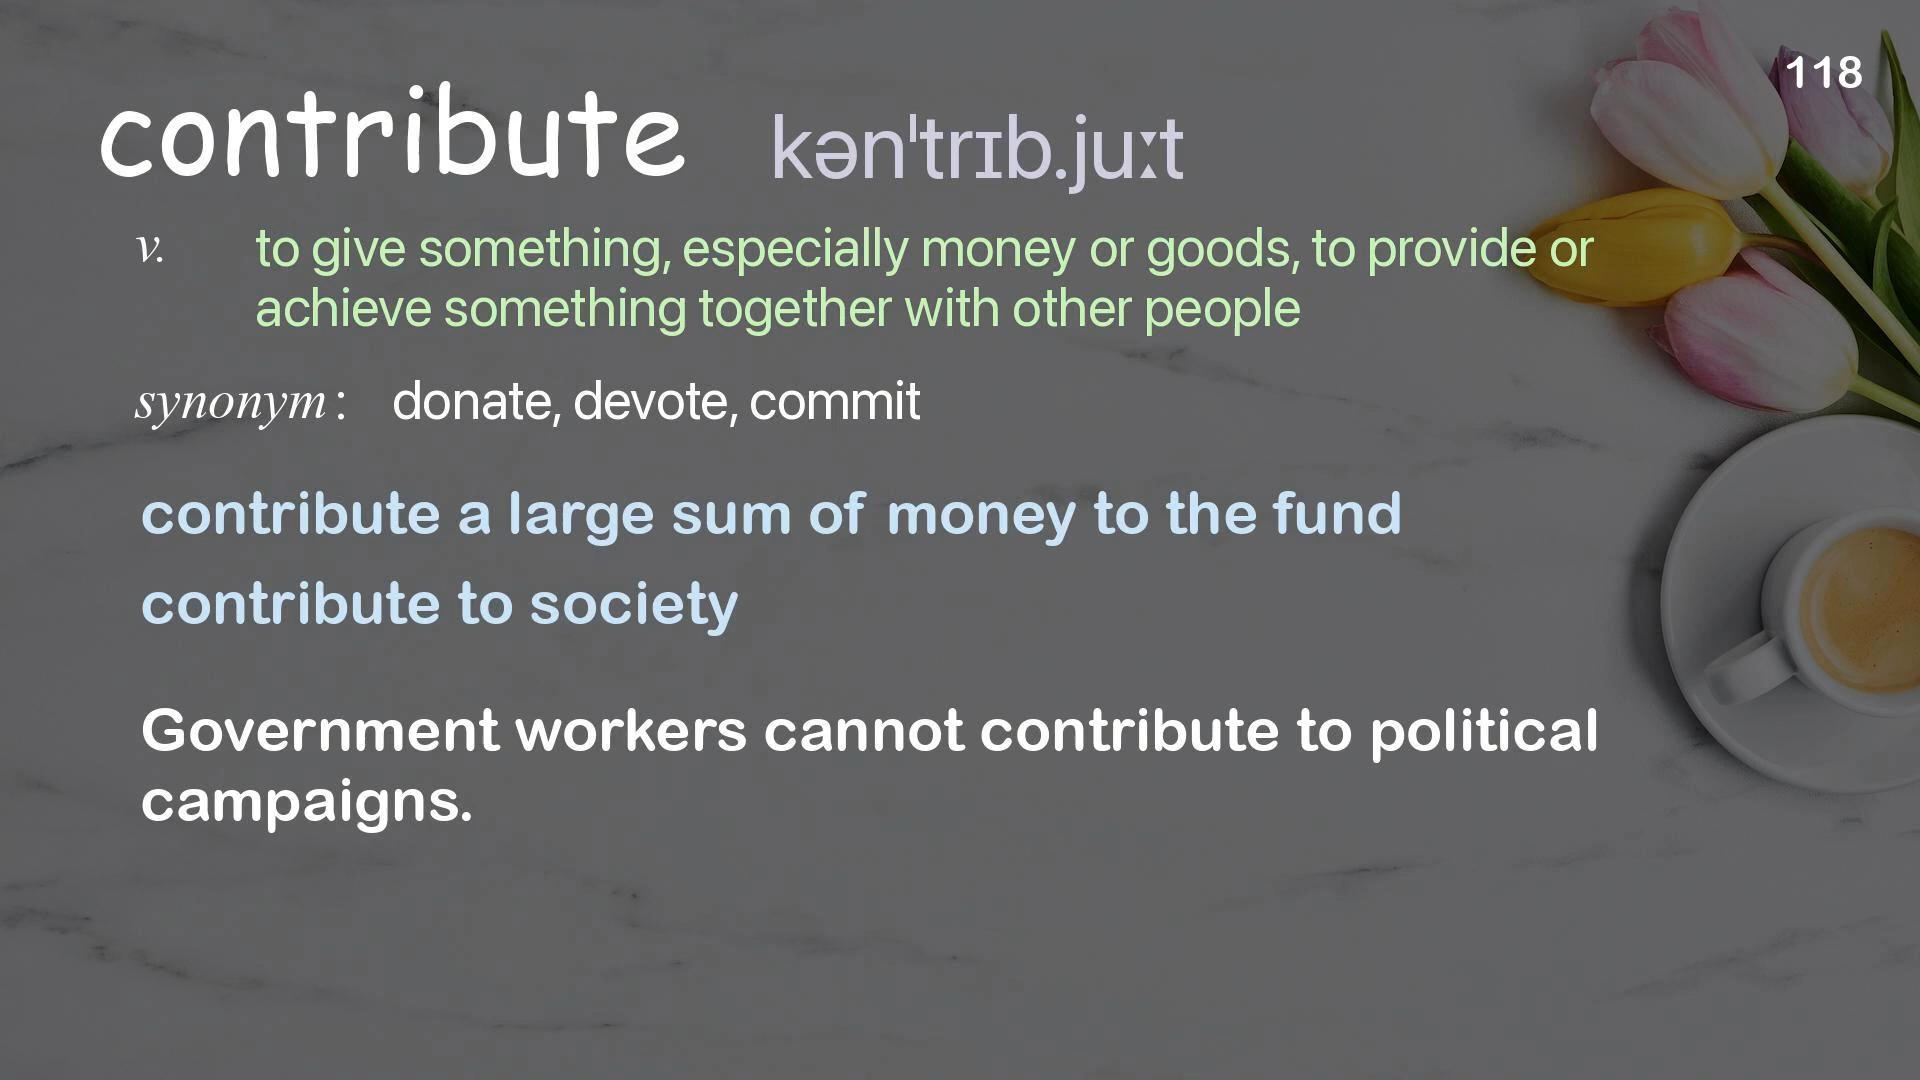 118
contribute kən'trɪb.juːt
v. to give something, especially money or goods, to provide or
achieve something together with other people
synonym: donate, devote, commit
contribute a large sum of money to the fund
contribute to society
Government workers cannot contribute to political
campaigns.